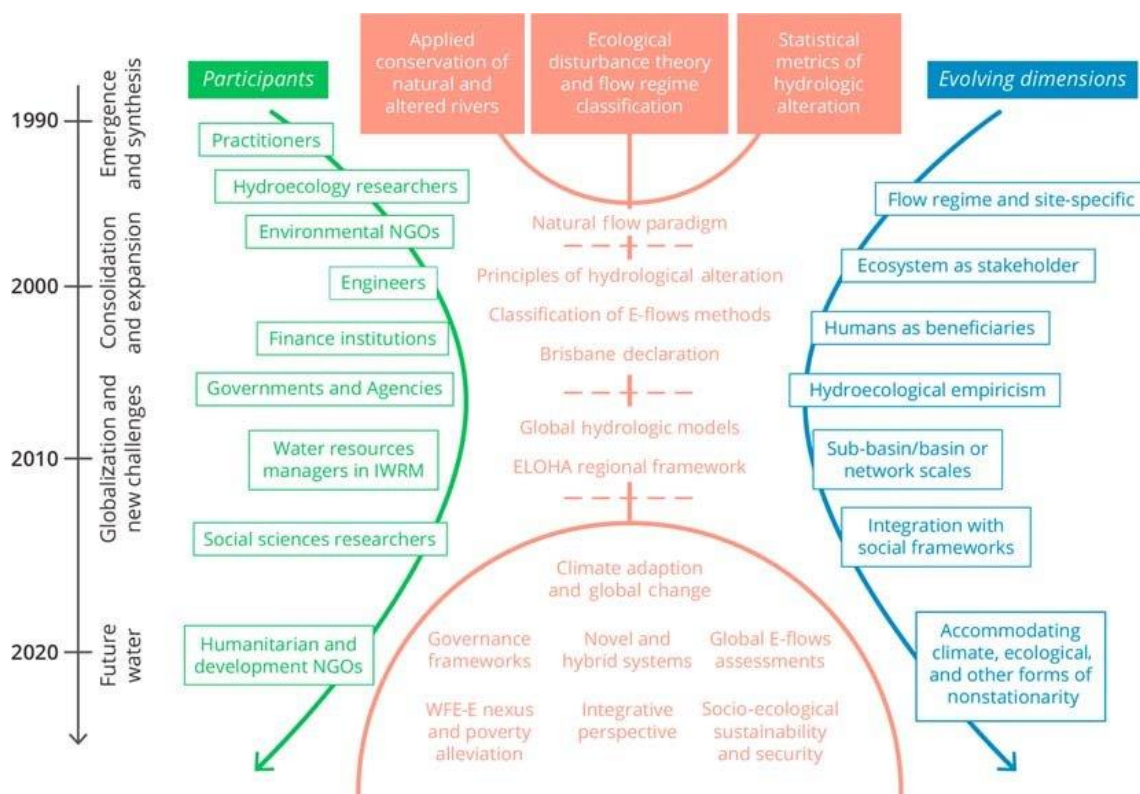 1990
2000
2010
2020
Emergence
and synthesis
Consolidation
and expansion
Globalization and
new challenges
Future
water
Participants
Practitioners
Hydroecology researchers
Environmental NGOs
Engineers
Finance institutions
Governments and Agencies
Water resources
managers in IWRM
Social sciences researchers
Humanitarian and
development NGOs
Applied
conservation of
natural and
altered rivers
Ecological
disturbance theory
and flow regime
classification
Statistical
metrics of
hydrologic
alteration
Natural flow paradigm
Principles of hydrological alteration
Classification of E-flows methods
Brisbane declaration
Global hydrologic models
ELOHA regional framework
Climate adaption
and global change
Governance
frameworks
Novel and
hybrid systems
Global E-flows
assessments
WFE-E nexus
and poverty
alleviation
Integrative
perspective
Socio-ecological
sustainability
and security
Evolving dimensions
Flow regime and site-specific
Ecosystem as stakeholder
Humans as beneficiaries
Hydroecological empiricism
Sub-basin/basin or
network scales
Integration with
social frameworks
Accommodating
climate, ecological,
and other forms of
nonstationarity